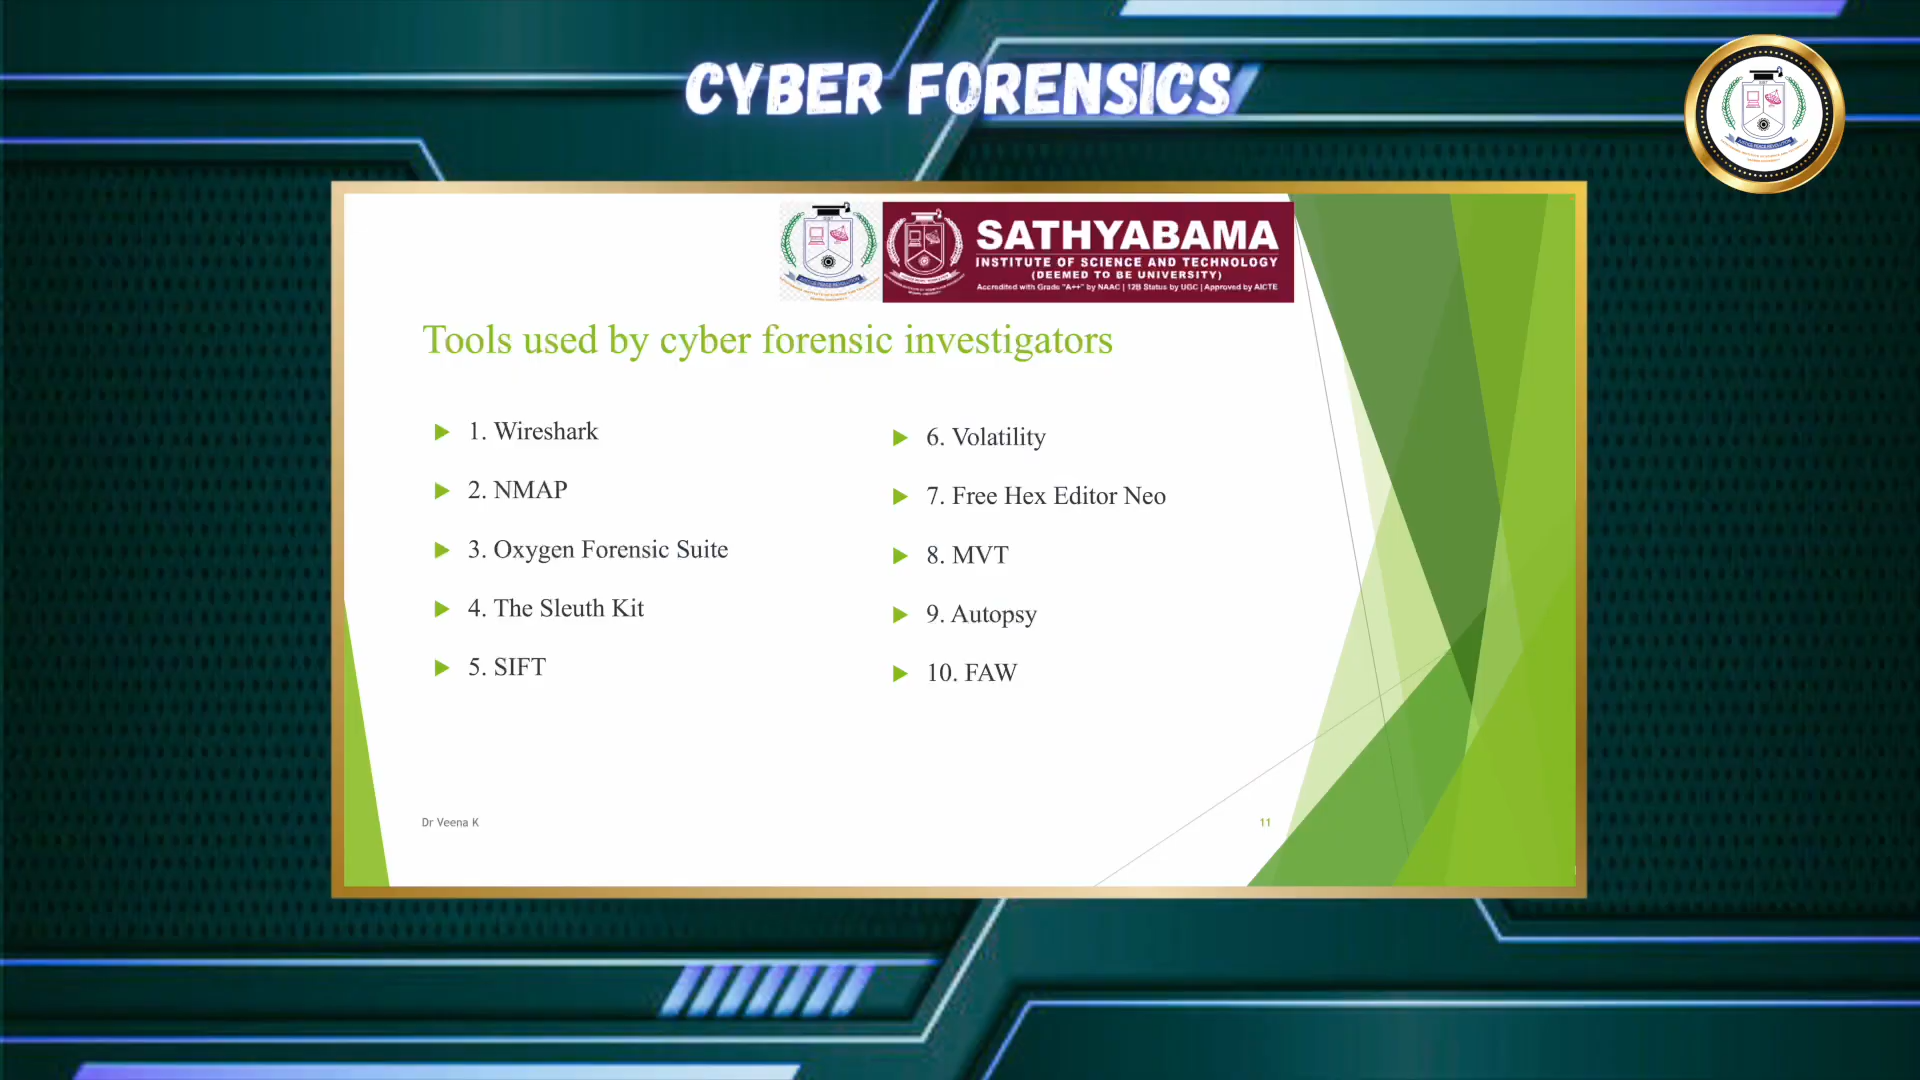 CYBER FORENSICS
SATHYABAMA
INSTITUTE OF SCIENCE AND TECHNOLOGY
(DEEMED TO BE UNIVERSITY)
Accredited with Grade "A++" by NAAC | 12B Status by UGC | Approved by AICTE
Tools used by cyber forensic investigators
1. Wireshark
2. NMAP
3. Oxygen Forensic Suite
4. The Sleuth Kit
5. SIFT
6. Volatility
7. Free Hex Editor Neo
8. MVT
9. Autopsy
10. FAW
Dr Veena K
11